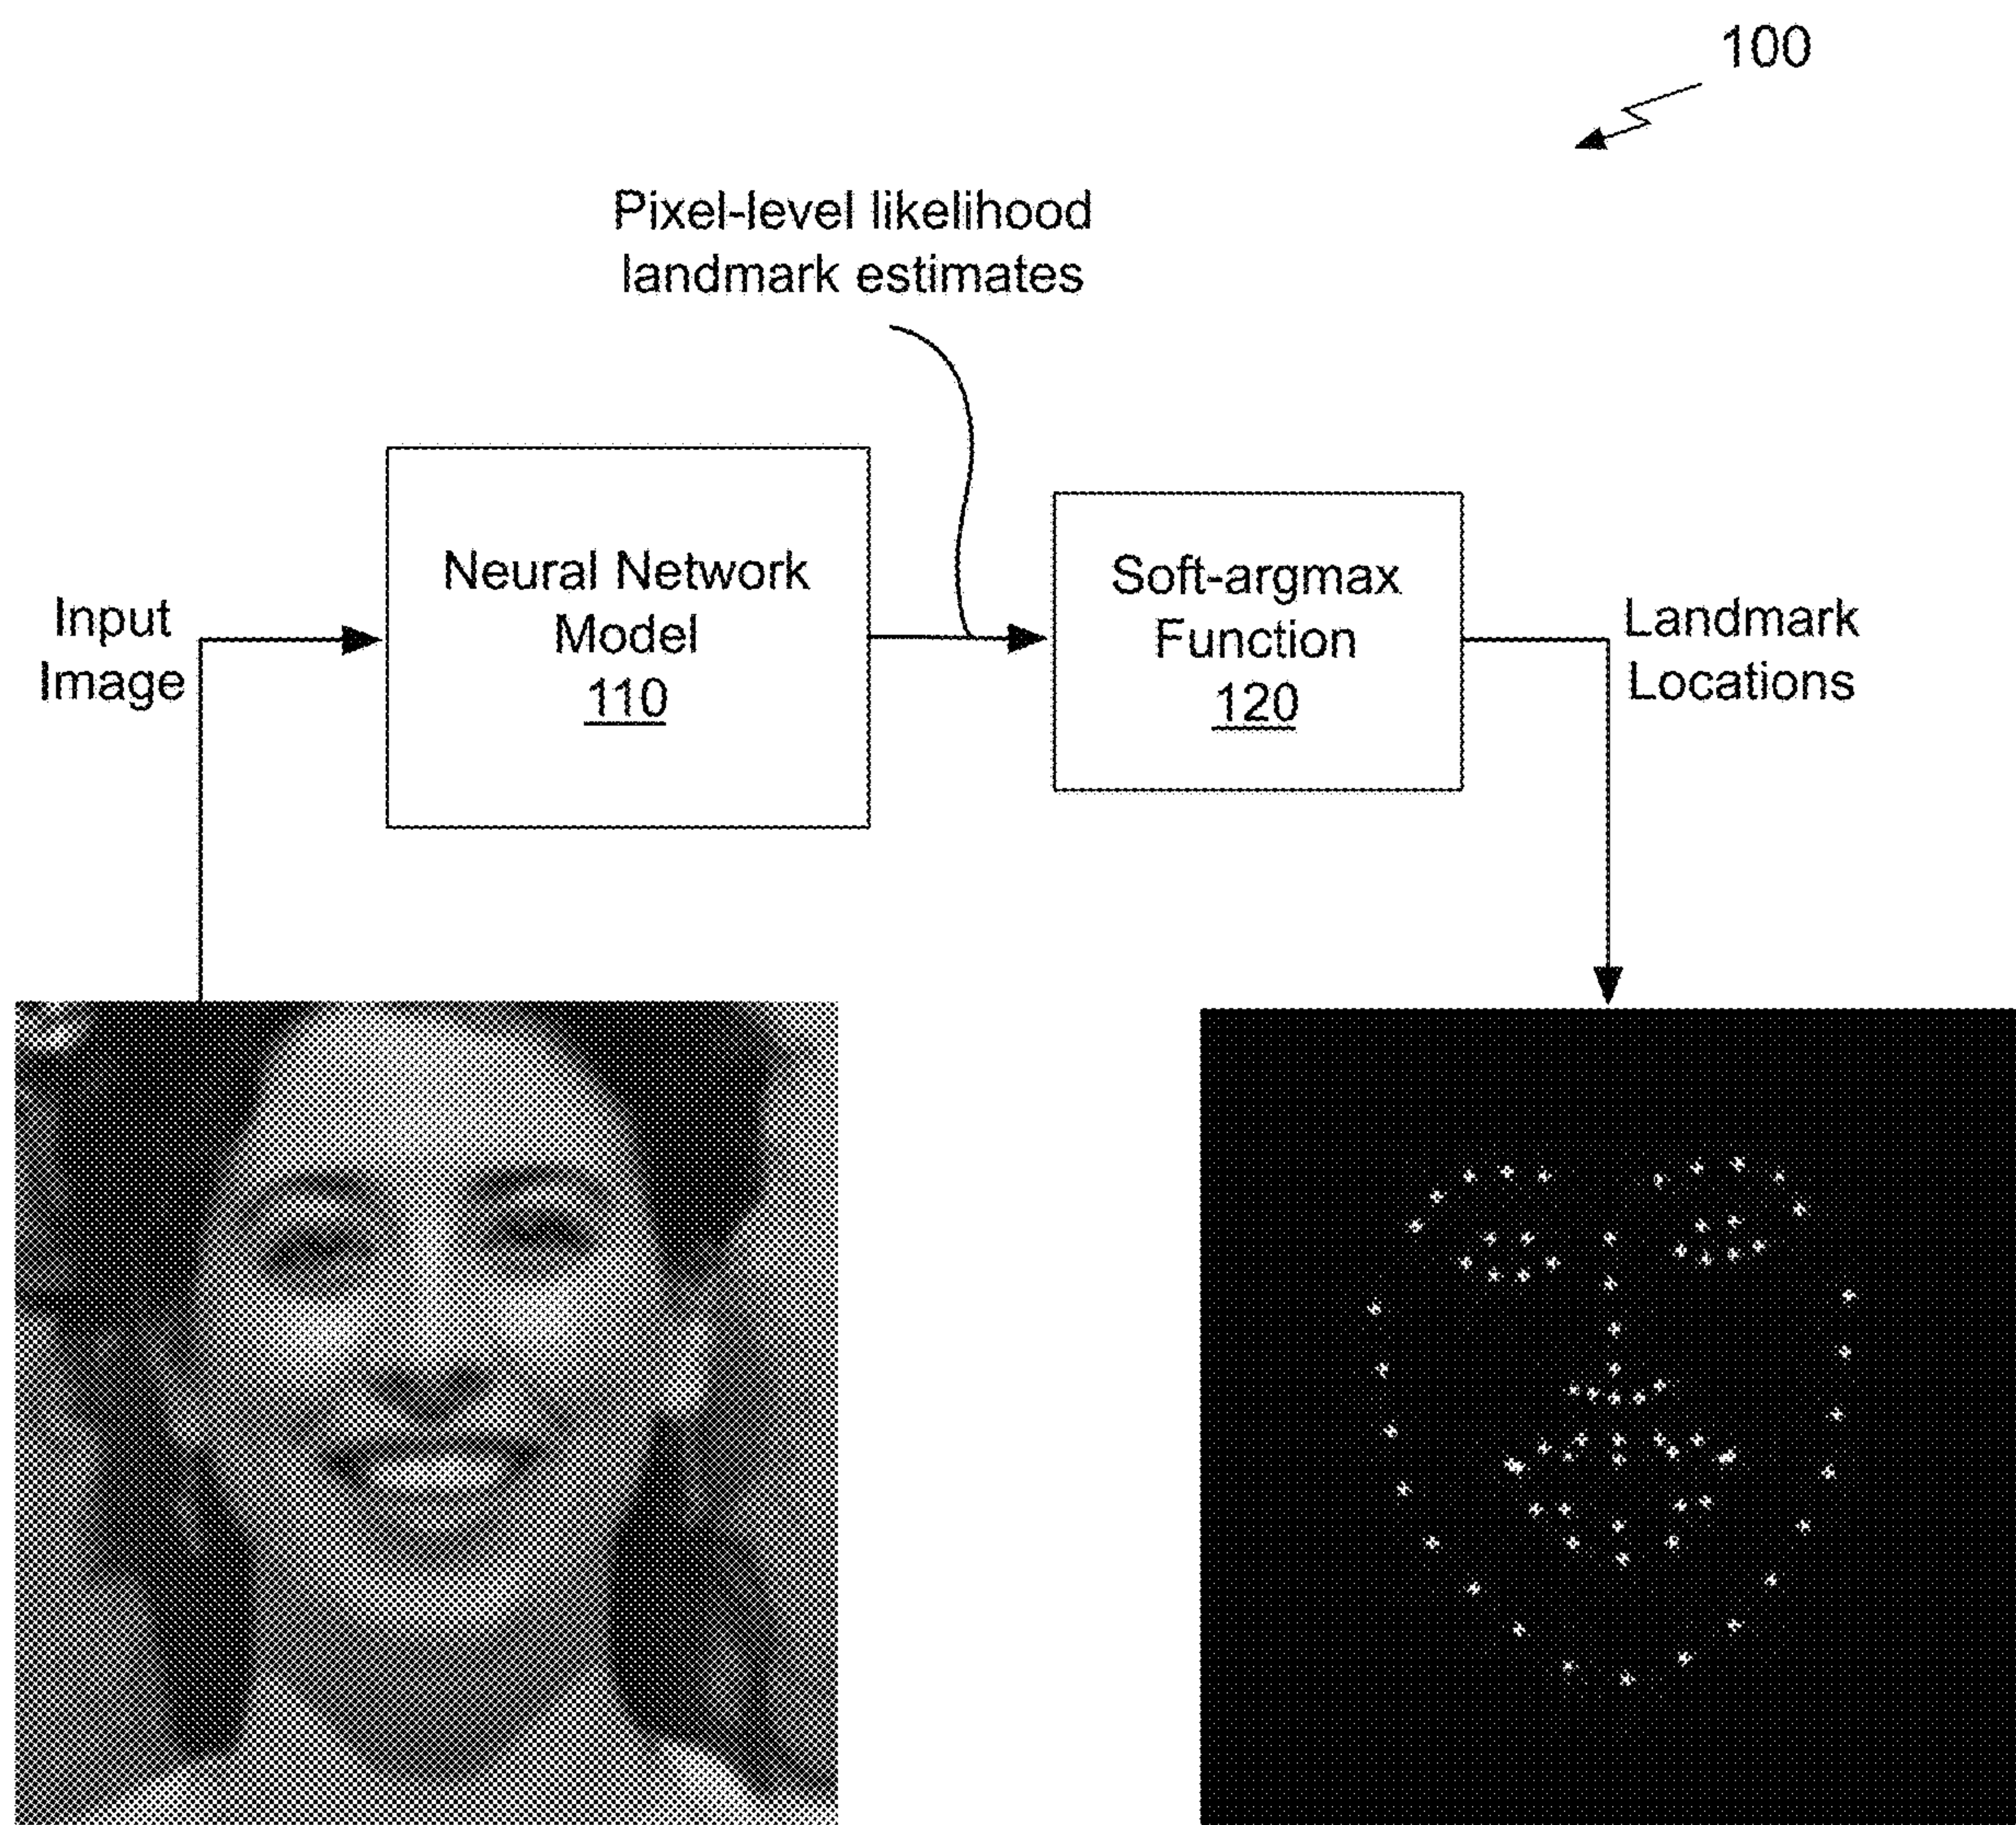 100
Pixel-level likelihood
landmark estimates
Input
Image
Neural Network
Model
110
Soft-argmax
Function
120
Landmark
Locations